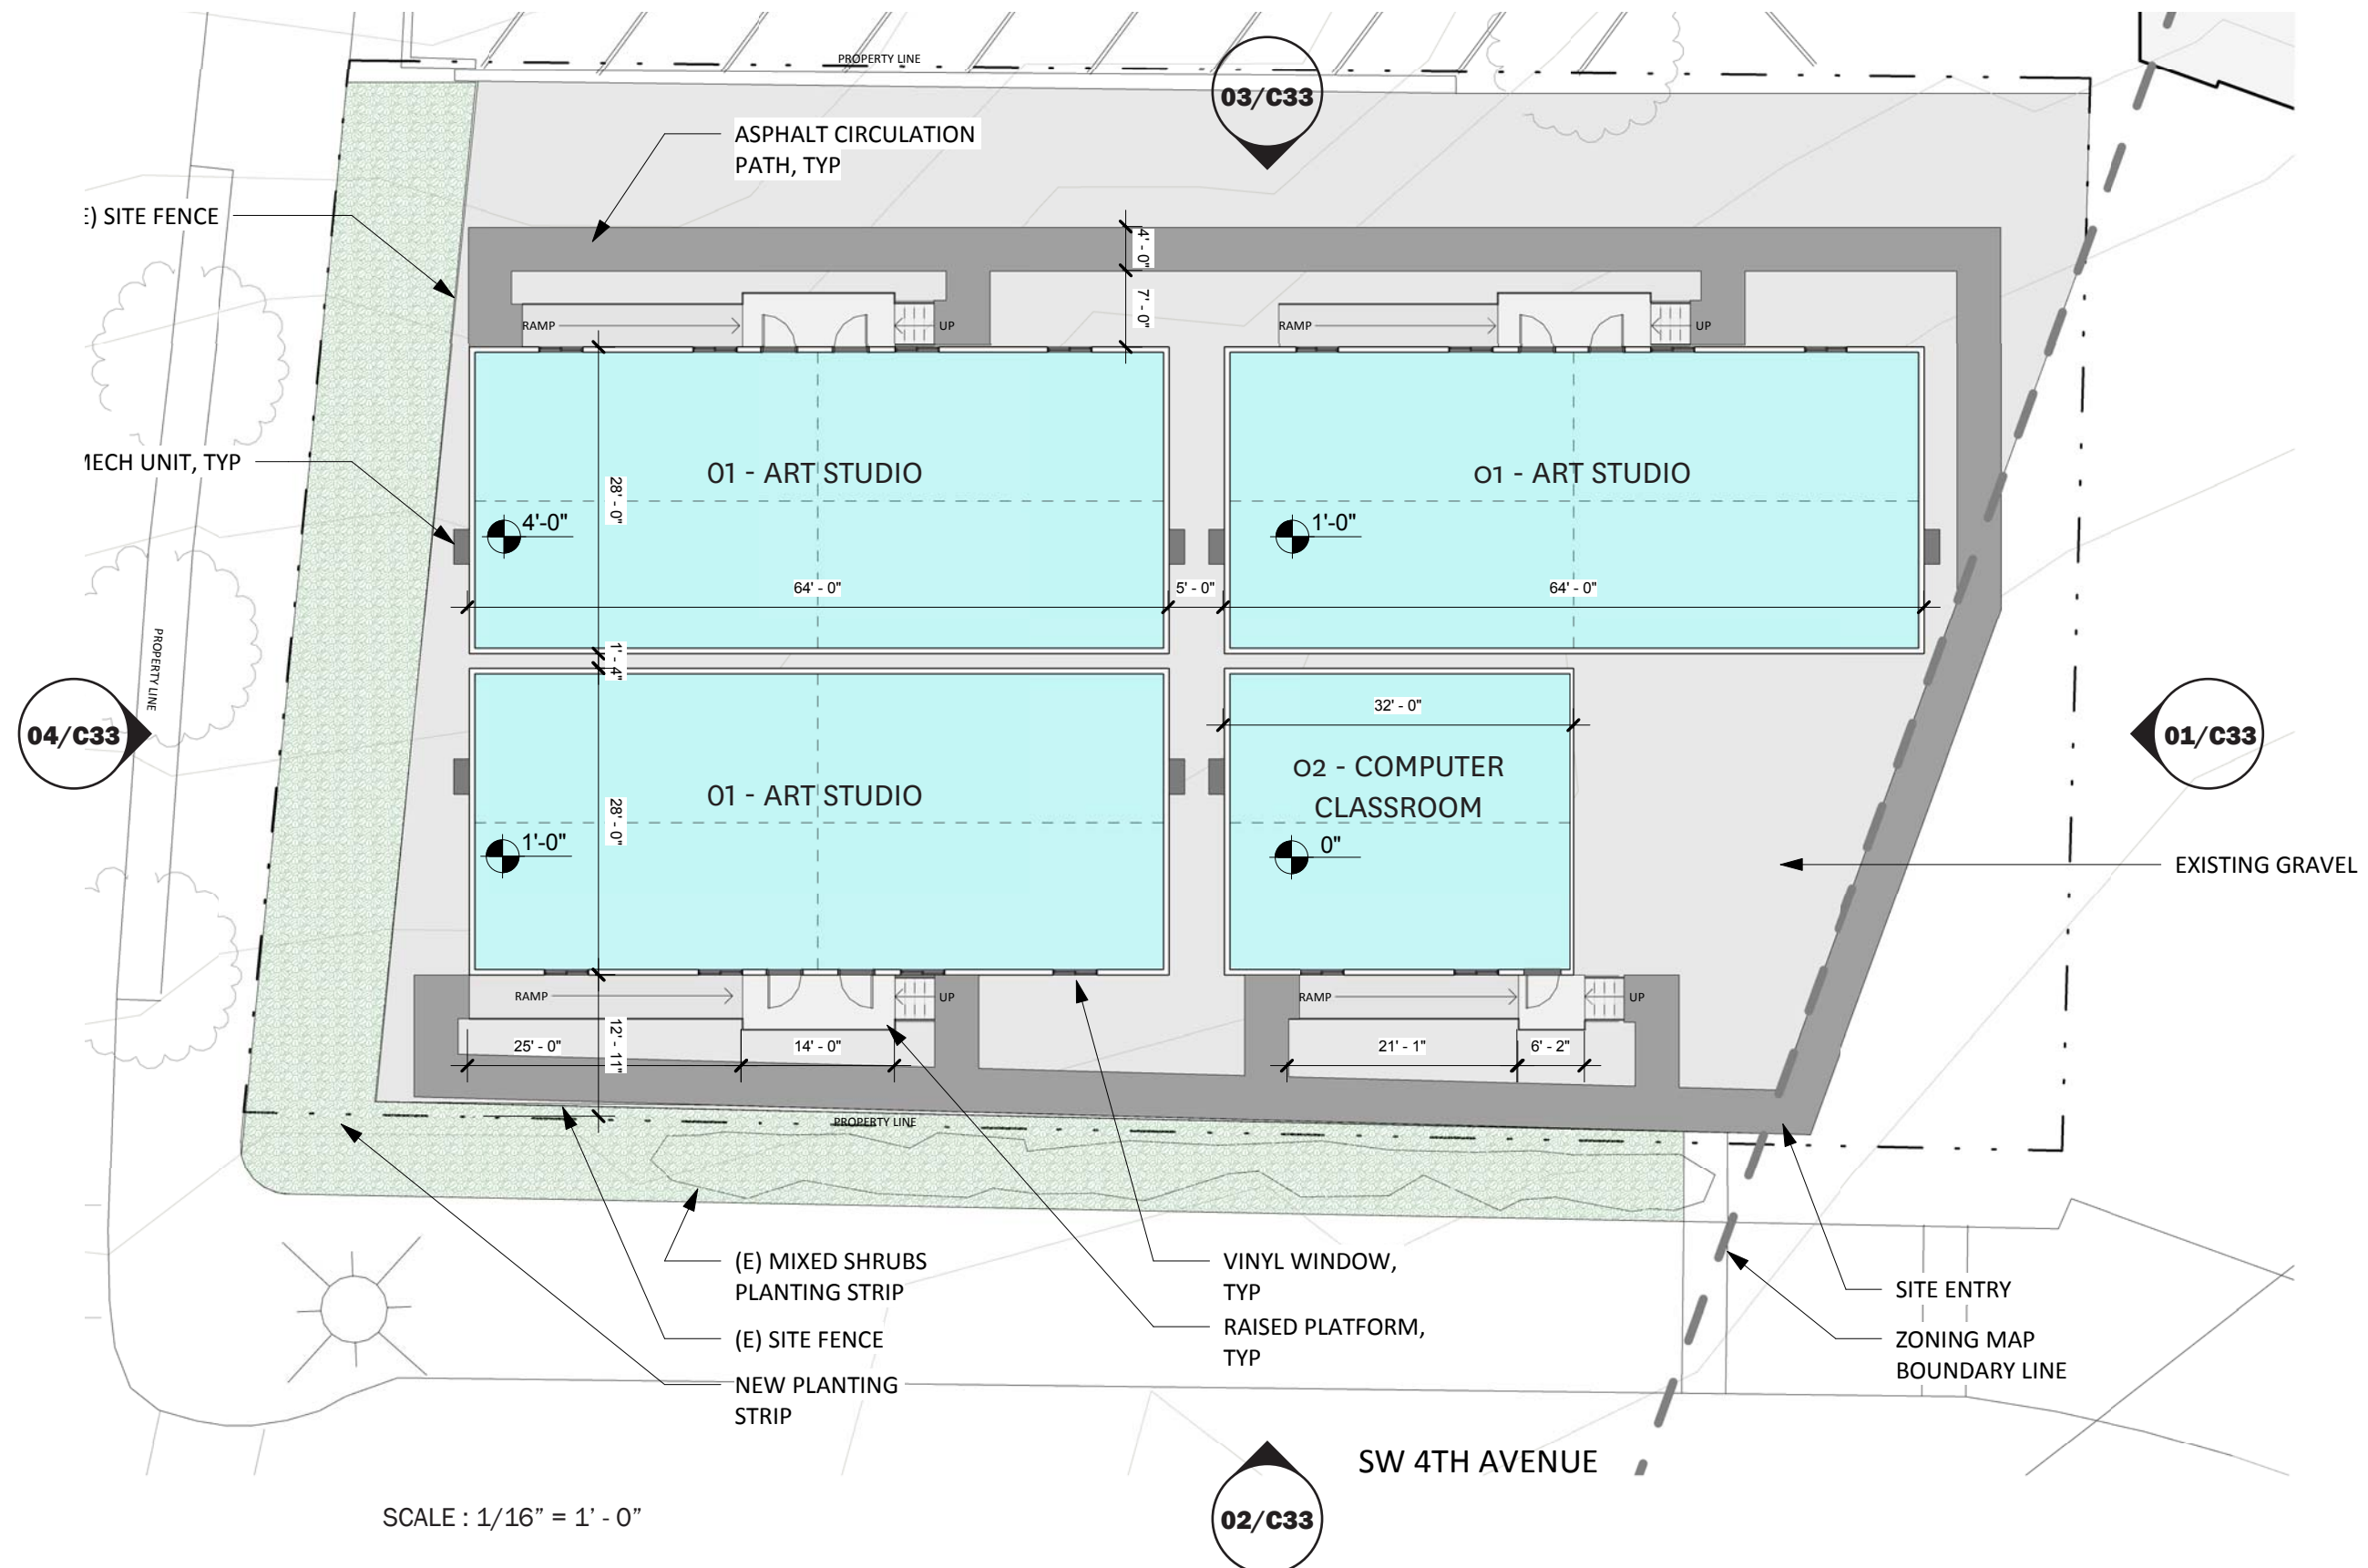 PROPERTY LINE
03/C33
ASPHALT CIRCULATION
PATH, TYP
E) SITE FENCE
4' - 0"
7' - 0"
RAMP
UP
RAMP
UP
MECH UNIT, TYP
01 - ART STUDIO
01 - ART STUDIO
28' - 0"
4'-0"
1'-0"
64' - 0"
5' - 0"
64' - 0"
1' - 4"
PROPERTY LINE
04/C33
32' - 0"
01/C33
01 - ART STUDIO
02 - COMPUTER
CLASSROOM
28' - 0"
1'-0"
0"
EXISTING GRAVEL
RAMP
UP
RAMP
UP
25' - 0"
12' - 11"
14' - 0"
21' - 1"
6' - 2"
PROPERTY LINE
(E) MIXED SHRUBS
PLANTING STRIP
VINYL WINDOW,
TYP
SITE ENTRY
(E) SITE FENCE
RAISED PLATFORM,
TYP
ZONING MAP
BOUNDARY LINE
NEW PLANTING
STRIP
SW 4TH AVENUE
SCALE : 1/16" = 1' - 0"
02/C33